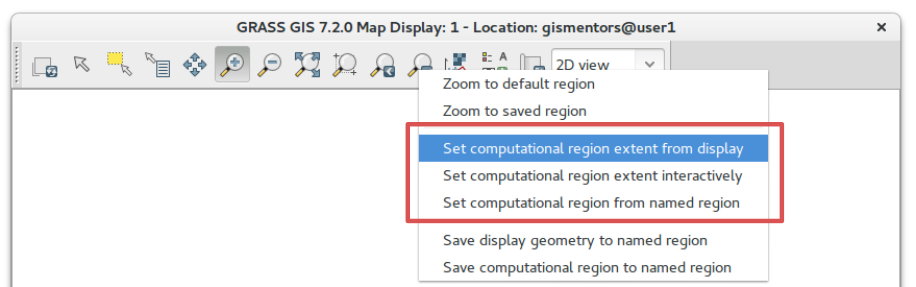 GRASS GIS 7.2.0 Map Display: 1 - Location: gismentors@user1
2D view
Zoom to default region
Zoom to saved region
Set computational region extent from display
Set computational region extent interactively
Set computational region from named region
Save display geometry to named region
Save computational region to named region